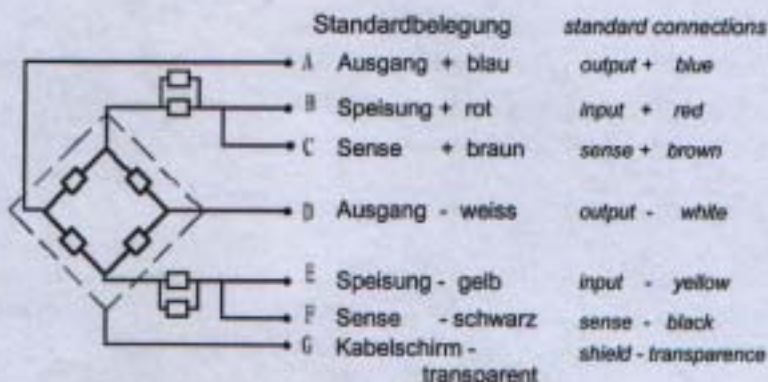 Standardbelegung standard connections
A Ausgang + blau output + blue
B Speisung + rot input + red
C Sense + braun sense + brown
D Ausgang - weiss output - white
E Speisung - gelb input - yellow
F Sense - schwarz sense - black
G Kabelschirm - shield - transparence
transparent